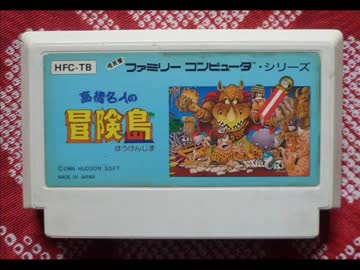 HFC-TB
ファミリー コンピュータ・シリーズ
高橋名人の
冒険島
ぼうけんじま
©1986 HUDSON SOFT
MADE IN JAPAN